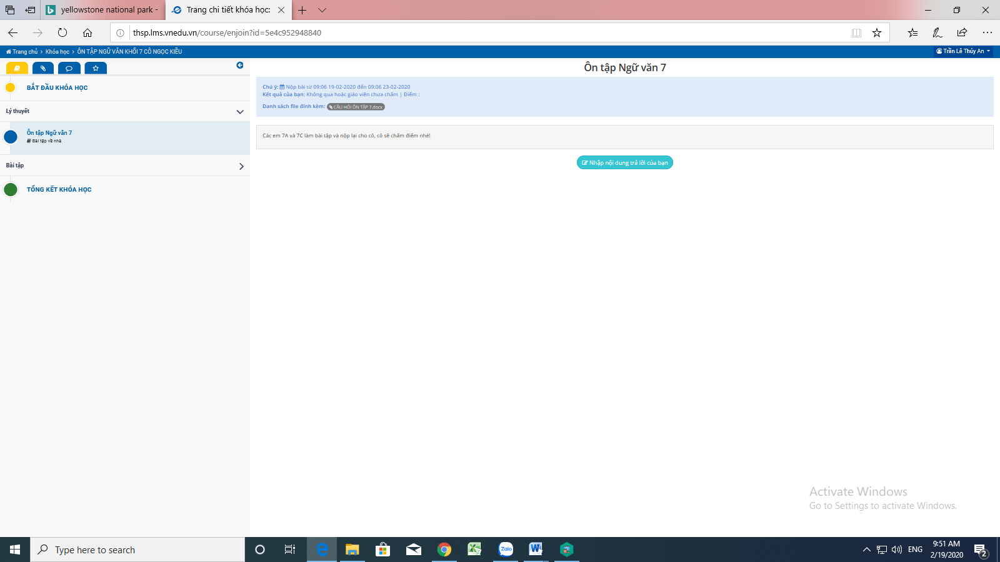 yellowstone national park -
Trang chi tiết khóa học:
thsp.lms.vnedu.vn/course/enjoin?id=5e4c952948840
Trang chủ > Khóa học > ÔN TẬP NGỮ VĂN KHỐI 7 CÔ NGỌC KIỀU
Trần Lê Thúy An
BẮT ĐẦU KHÓA HỌC
Lý thuyết
Ôn tập Ngữ văn 7
Bài tập về nhà
Bài tập
TỔNG KẾT KHÓA HỌC
Ôn tập Ngữ văn 7
Chú ý: Nộp bài từ 09:06 19-02-2020 đến 09:06 23-02-2020
Kết quả của bạn: Không qua hoặc giáo viên chưa chấm | Điểm :
Danh sách file đính kèm: CÂU HỎI ÔN TẬP 7.docx
Các em 7A và 7C làm bài tập và nộp lại cho cô, cô sẽ chấm điểm nhé!
Nhập nội dung trả lời của bạn
Activate Windows
Go to Settings to activate Windows.
Type here to search
Zalo
ENG
9:51 AM
2/19/2020
2